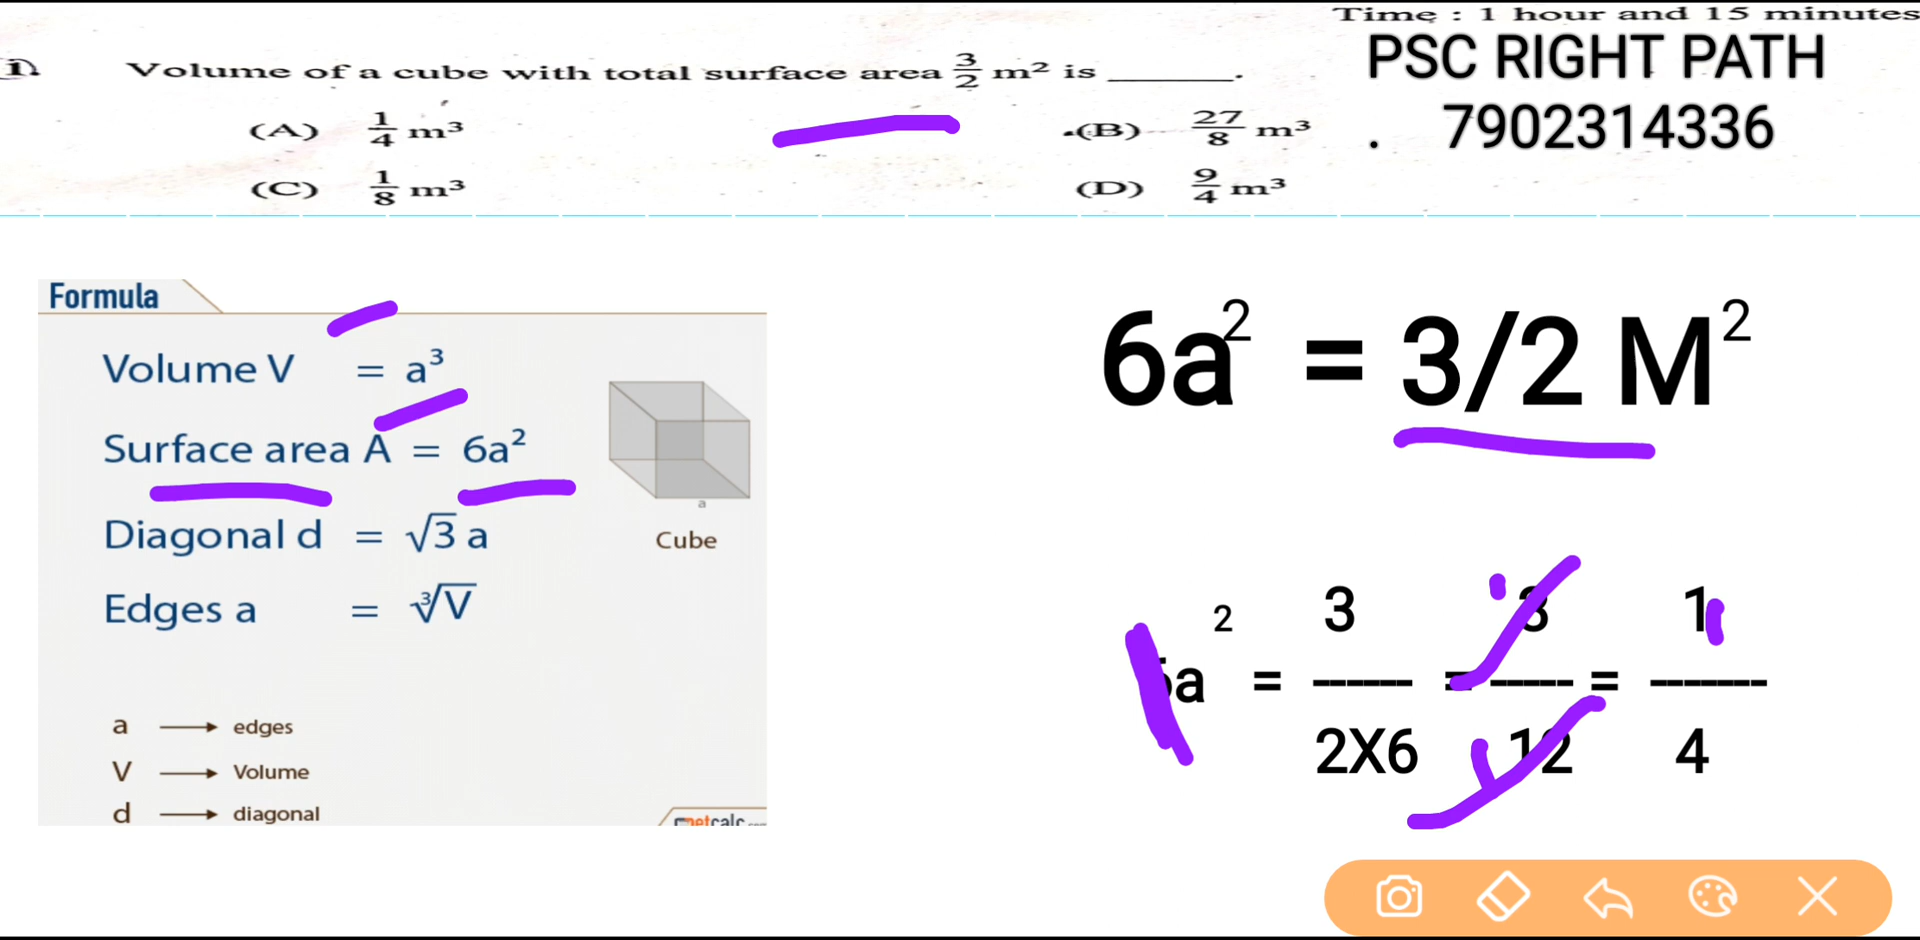 Time : 1 hour and 15 minutes
PSC RIGHT PATH
. 7902314336
1. Volume of a cube with total surface area 3/2 m² is ______.
(A) 1/4 m³ (B) 27/8 m³
(C) 1/8 m³ (D) 9/4 m³
Formula
Volume V = a³
Surface area A = 6a²
Diagonal d = √3 a
Edges a = ∛V
a
Cube
a → edges
V → Volume
d → diagonal
6a² = 3/2 M²
a² = 3/2X6 = 3/12 = 1/4